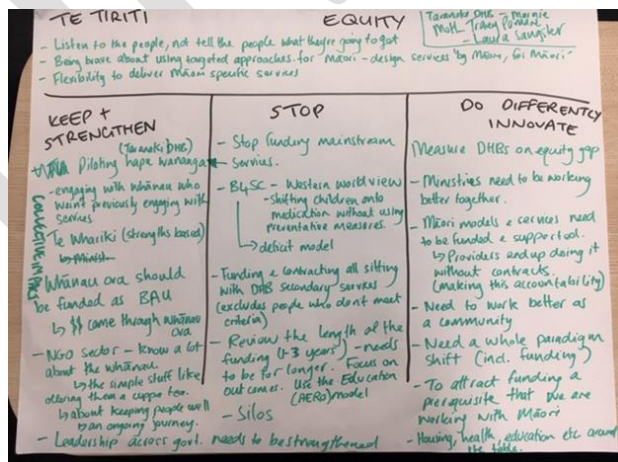 TE TIRITI
EQUITY
Taranaki DHB - Marnie
MoH Tracy
- Laura Langster
- Listen to the people, not tell the people what they're going to get
- Being brave about using targeted approaches for Māori - design services "by Māori, for Māori"
- Flexibility to deliver Māori specific services
KEEP +
STRENGTHEN
(Taranaki DHB)
Piloting hapū wananga
- engaging with whānau who
weren't previously engaging with
services
Te Whariki (strengths based)
Whānau ora should
be funded as BAU
↳ $$ come through whānau
ora
- NGO sector - know a lot
about the whānau.
↳ the simple stuff like
offering them a cuppa tea.
↳ about keeping people well
↳ an ongoing journey.
- Leadership across govt. needs to be strengthened
COLLECTIVE IMPACT
STOP
- Stop funding mainstream
services.
- B4SC - Western worldview
- shifting children onto
medication without using
preventative measures.
↳ deficit model
- Funding & contracting all sitting
with DHB secondary services
(excludes people who don't meet
criteria)
- Review the length of the
funding (1-3 years) - needs
to be for longer. Focus on
outcomes. Use the Education
(AERO) model
- Silos
DO DIFFERENTLY
INNOVATE
Measure DHBs on equity gap
- Ministries need to be working
better together.
- Māori models & services need
to be funded & supported.
↳ Providers end up doing it
without contracts.
(making this accountability)
- Need to work better as
a community
- Need a whole paradigm
shift (incl. funding)
- To attract funding a
prerequisite that we are
working with Māori
- Housing, health, education etc around
the table.